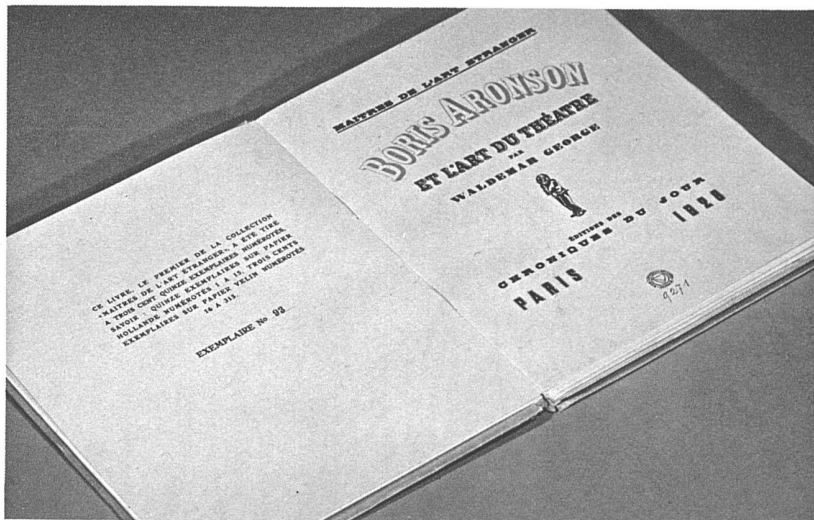 CE LIVRE, LE PREMIER DE LA COLLECTION
«MAITRES DE L'ART ETRANGER», A ÉTÉ TIRÉ
A TROIS CENT QUINZE EXEMPLAIRES NUMÉROTÉS,
SAVOIR : QUINZE EXEMPLAIRES SUR PAPIER
HOLLANDE NUMÉROTÉS 1 A 15, TROIS CENTS
EXEMPLAIRES SUR PAPIER VELIN NUMÉROTÉS
16 A 315.
EXEMPLAIRE No 93
MAITRES DE L'ART ETRANGER
BORIS ARONSON
ET L'ART DU THÉATRE
PAR
WALDEMAR GEORGE
ÉDITIONS DES
CHRONIQUES DU JOUR
PARIS 1928
9271